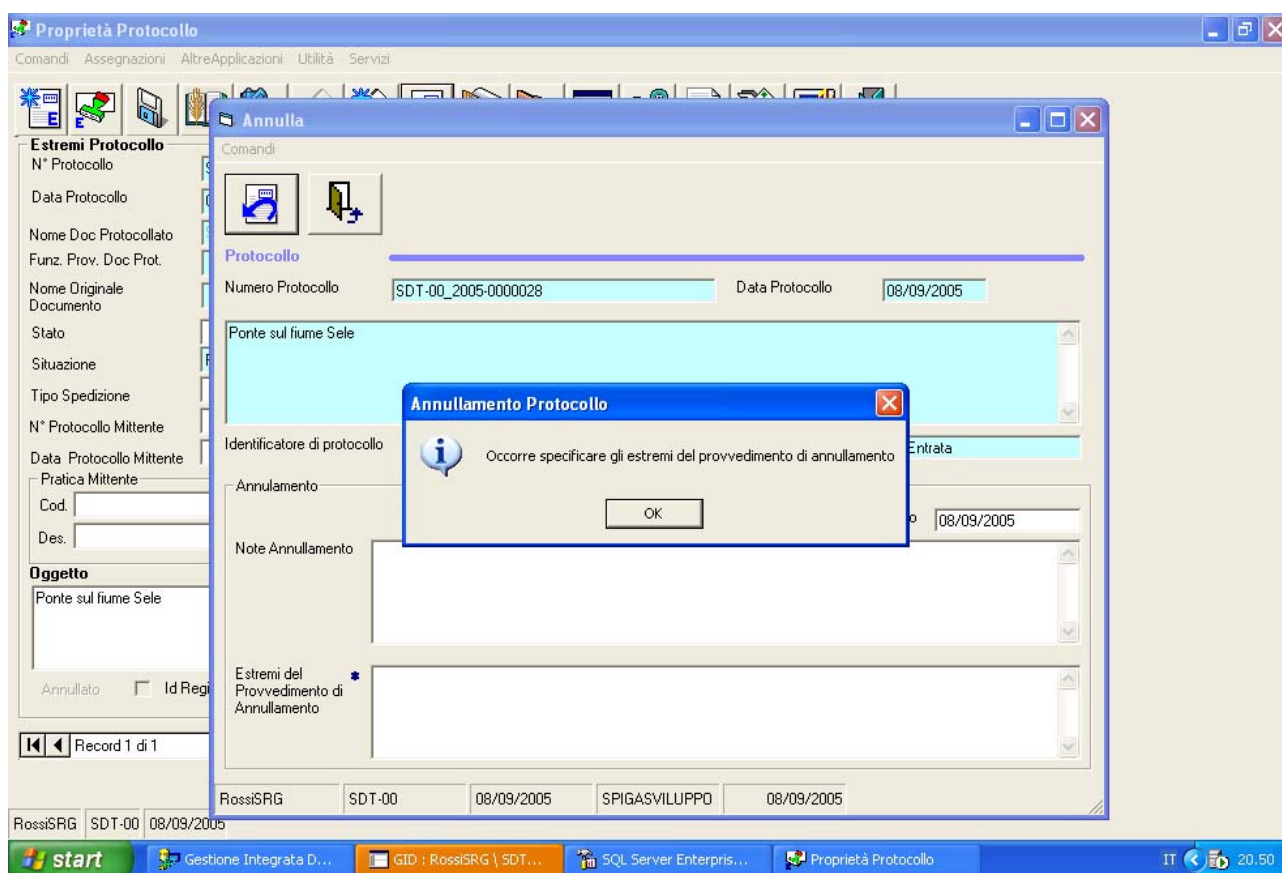 Proprietà Protocollo
Comandi Assegnazioni AltreApplicazioni Utilità Servizi
E E
Estremi Protocollo
N° Protocollo
Data Protocollo
Nome Doc Protocollato
Funz. Prov. Doc Prot.
Nome Originale
Documento
Stato
Situazione
Tipo Spedizione
N° Protocollo Mittente
Data Protocollo Mittente
Pratica Mittente
Cod.
Des.
Oggetto
Ponte sul fiume Sele
Annullato Id Regi
Record 1 di 1
RossiSRG SDT-00 08/09/2005
Annulla
Comandi
Protocollo
Numero Protocollo SDT-00_2005-0000028 Data Protocollo 08/09/2005
Ponte sul fiume Sele
Identificatore di protocollo Entrata
Annulamento
08/09/2005
Note Annullamento
Estremi del *
Provvedimento di
Annullamento
RossiSRG SDT-00 08/09/2005 SPIGASVILUPPO 08/09/2005
Annullamento Protocollo
Occorre specificare gli estremi del provvedimento di annullamento
OK
start Gestione Integrata D... GID : RossiSRG \ SDT... SQL Server Enterpris... Proprietà Protocollo IT 20.50